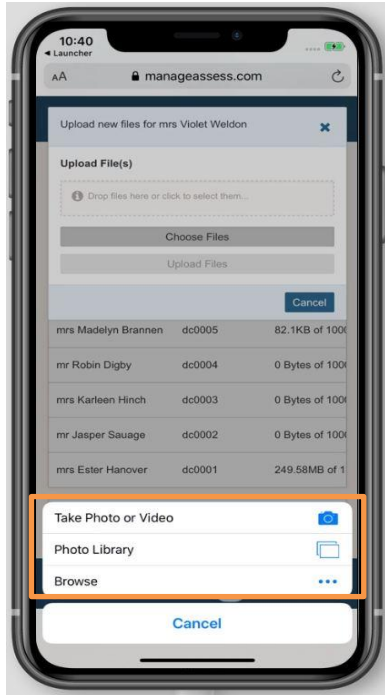 10:40
Launcher
AA manageassess.com
Upload new files for mrs Violet Weldon
Upload File(s)
Drop files here or click to select them...
Choose Files
Upload Files
Cancel
mrs Madelyn Brannen dc0005 82.1KB of 100
mr Robin Digby dc0004 0 Bytes of 100
mrs Karleen Hinch dc0003 0 Bytes of 100
mr Jasper Sauage dc0002 0 Bytes of 100
mrs Ester Hanover dc0001 249.58MB of 1
Take Photo or Video
Photo Library
Browse
Cancel